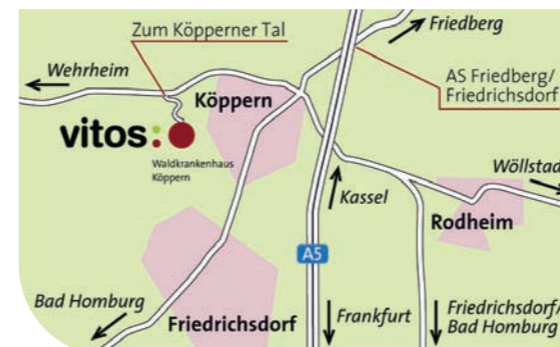 Zum Köpperner Tal
Friedberg
Wehrheim
AS Friedberg/
Friedrichsdorf
Köppern
vitos:
Waldkrankenhaus
Köppern
Wöllstad
Kassel
Rodheim
A5
Bad Homburg
Friedrichsdorf
Frankfurt
Friedrichsdorf/
Bad Homburg